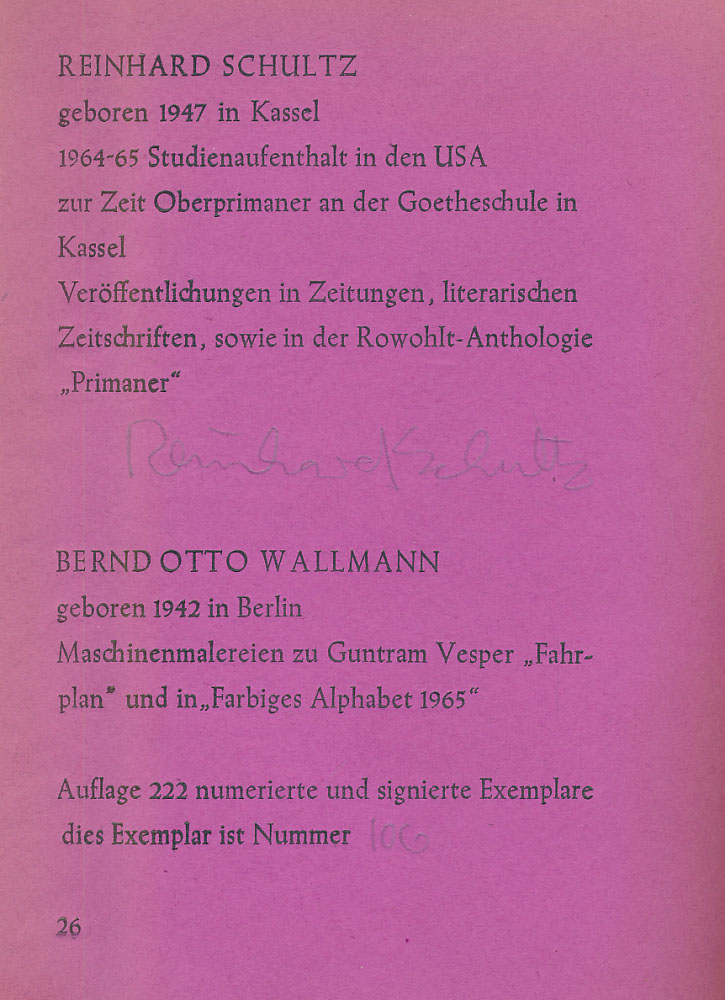 REINHARD SCHULTZ
geboren 1947 in Kassel
1964-65 Studienaufenthalt in den USA
zur Zeit Oberprimaner an der Goetheschule in
Kassel
Veröffentlichungen in Zeitungen, literarischen
Zeitschriften, sowie in der Rowohlt-Anthologie
„Primaner“
Reinhard Schultz
BERND OTTO WALLMANN
geboren 1942 in Berlin
Maschinenmalereien zu Guntram Vesper „Fahr-
plan“ und in „Farbiges Alphabet 1965“
Auflage 222 numerierte und signierte Exemplare
dies Exemplar ist Nummer
26